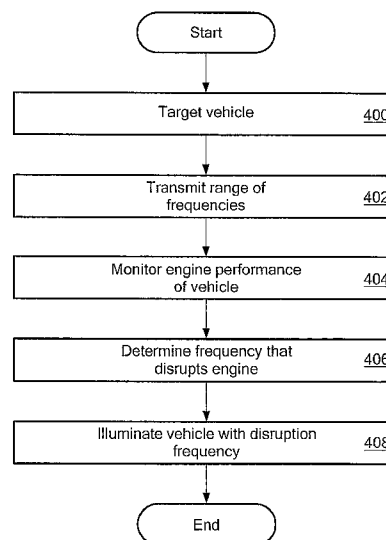 Start
Target vehicle
400
Transmit range of
frequencies
402
Monitor engine performance
of vehicle
404
Determine frequency that
disrupts engine
406
Illuminate vehicle with disruption
frequency
408
End